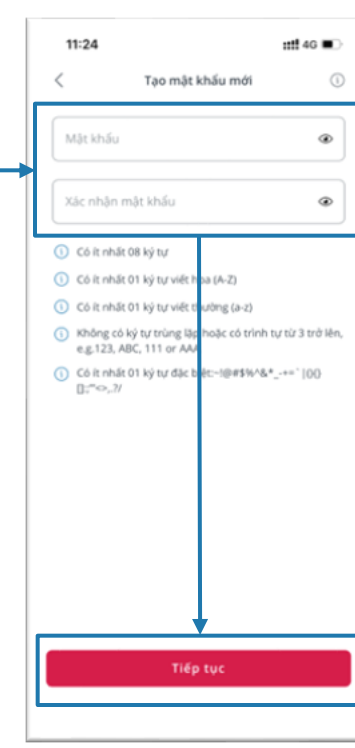 11:24
4G
Tạo mật khẩu mới
Mật khẩu
Xác nhận mật khẩu
Có ít nhất 08 ký tự
Có ít nhất 01 ký tự viết hoa (A-Z)
Có ít nhất 01 ký tự viết thường (a-z)
Không có ký tự trùng lặp hoặc có trình tự từ 3 trở lên,
e.g.123, ABC, 111 or AAA
Có ít nhất 01 ký tự đặc biệt:~!@#$%^&*_-+=`|(){}
[]:;"'<>,.?/
Tiếp tục